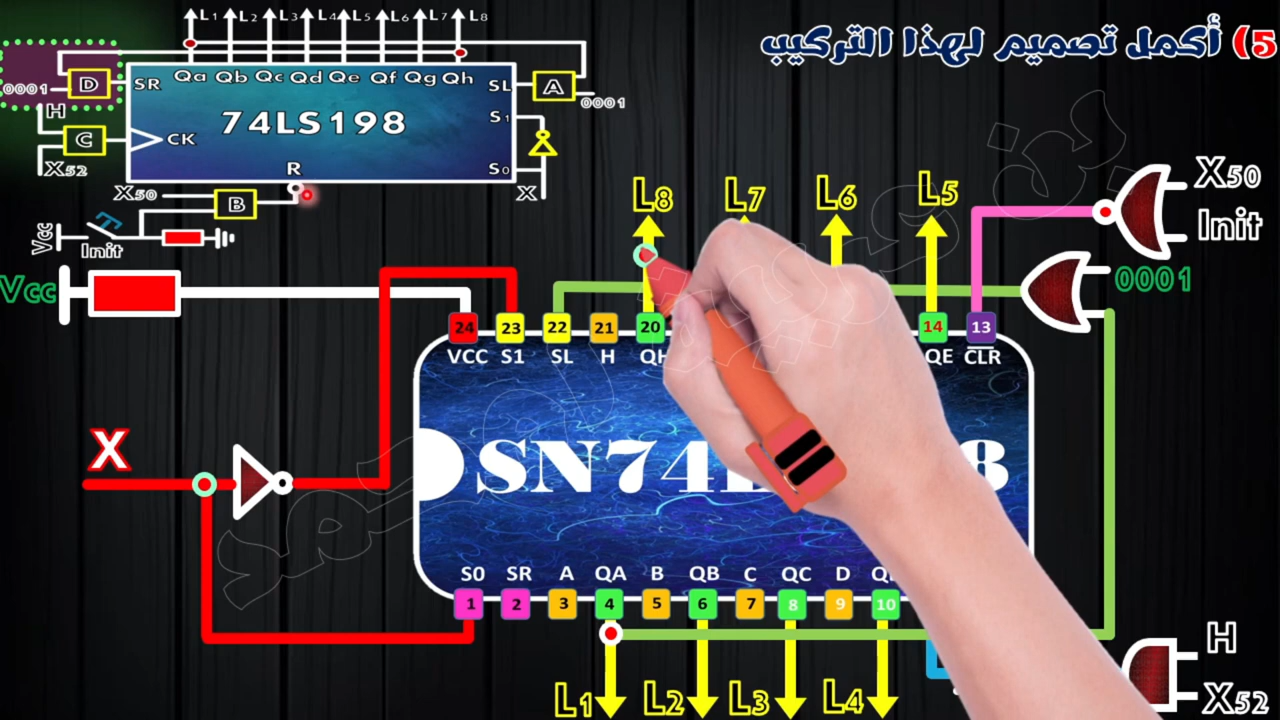 5) أكمل تصميم لهذا التركيب
L1 L2 L3 L4 L5 L6 L7 L8
Qa Qb Qc Qd Qe Qf Qg Qh
D
0001
SR
SL
A
0001
H
C
CK
X52
74LS198
S1
S0
R
X
X50
B
Vcc
Init
L8 L7 L6 L5
X50
Init
0001
Vcc
24 23 22 21 20 14 13
VCC S1 SL H QH QE CLR
X
SN74
8
S0 SR A QA B QB C QC D
1 2 3 4 5 6 7 8 9 10
L1 L2 L3 L4
H
X52